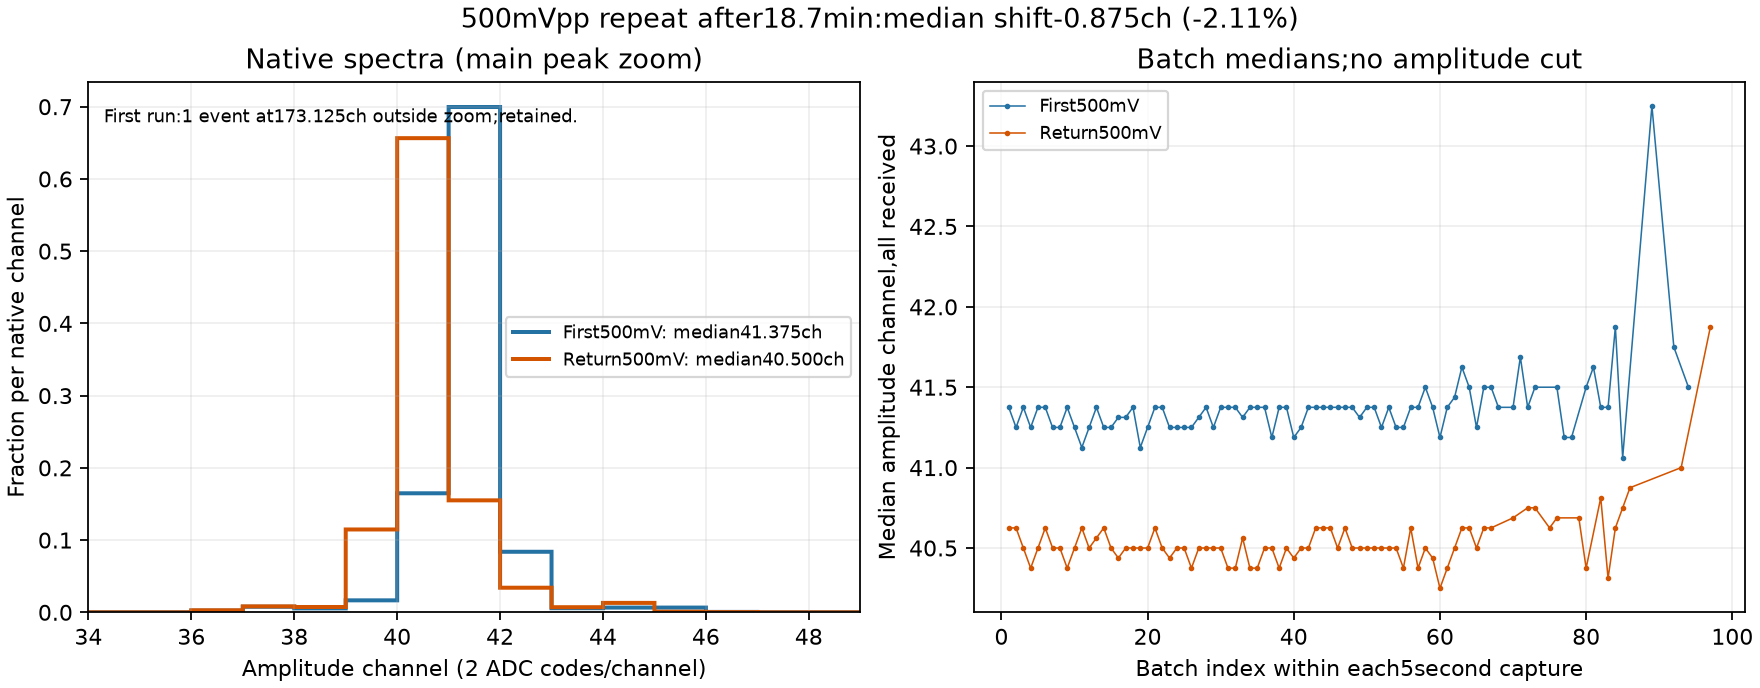 500mVpp repeat after18.7min:median shift-0.875ch (-2.11%)
Native spectra (main peak zoom)
First run:1 event at173.125ch outside zoom;retained.
First500mV: median41.375ch
Return500mV: median40.500ch
Fraction per native channel
0.7
0.6
0.5
0.4
0.3
0.2
0.1
0.0
34
36
38
40
42
44
46
48
Amplitude channel (2 ADC codes/channel)
Batch medians;no amplitude cut
First500mV
Return500mV
Median amplitude channel,all received
43.0
42.5
42.0
41.5
41.0
40.5
0
20
40
60
80
100
Batch index within each5second capture